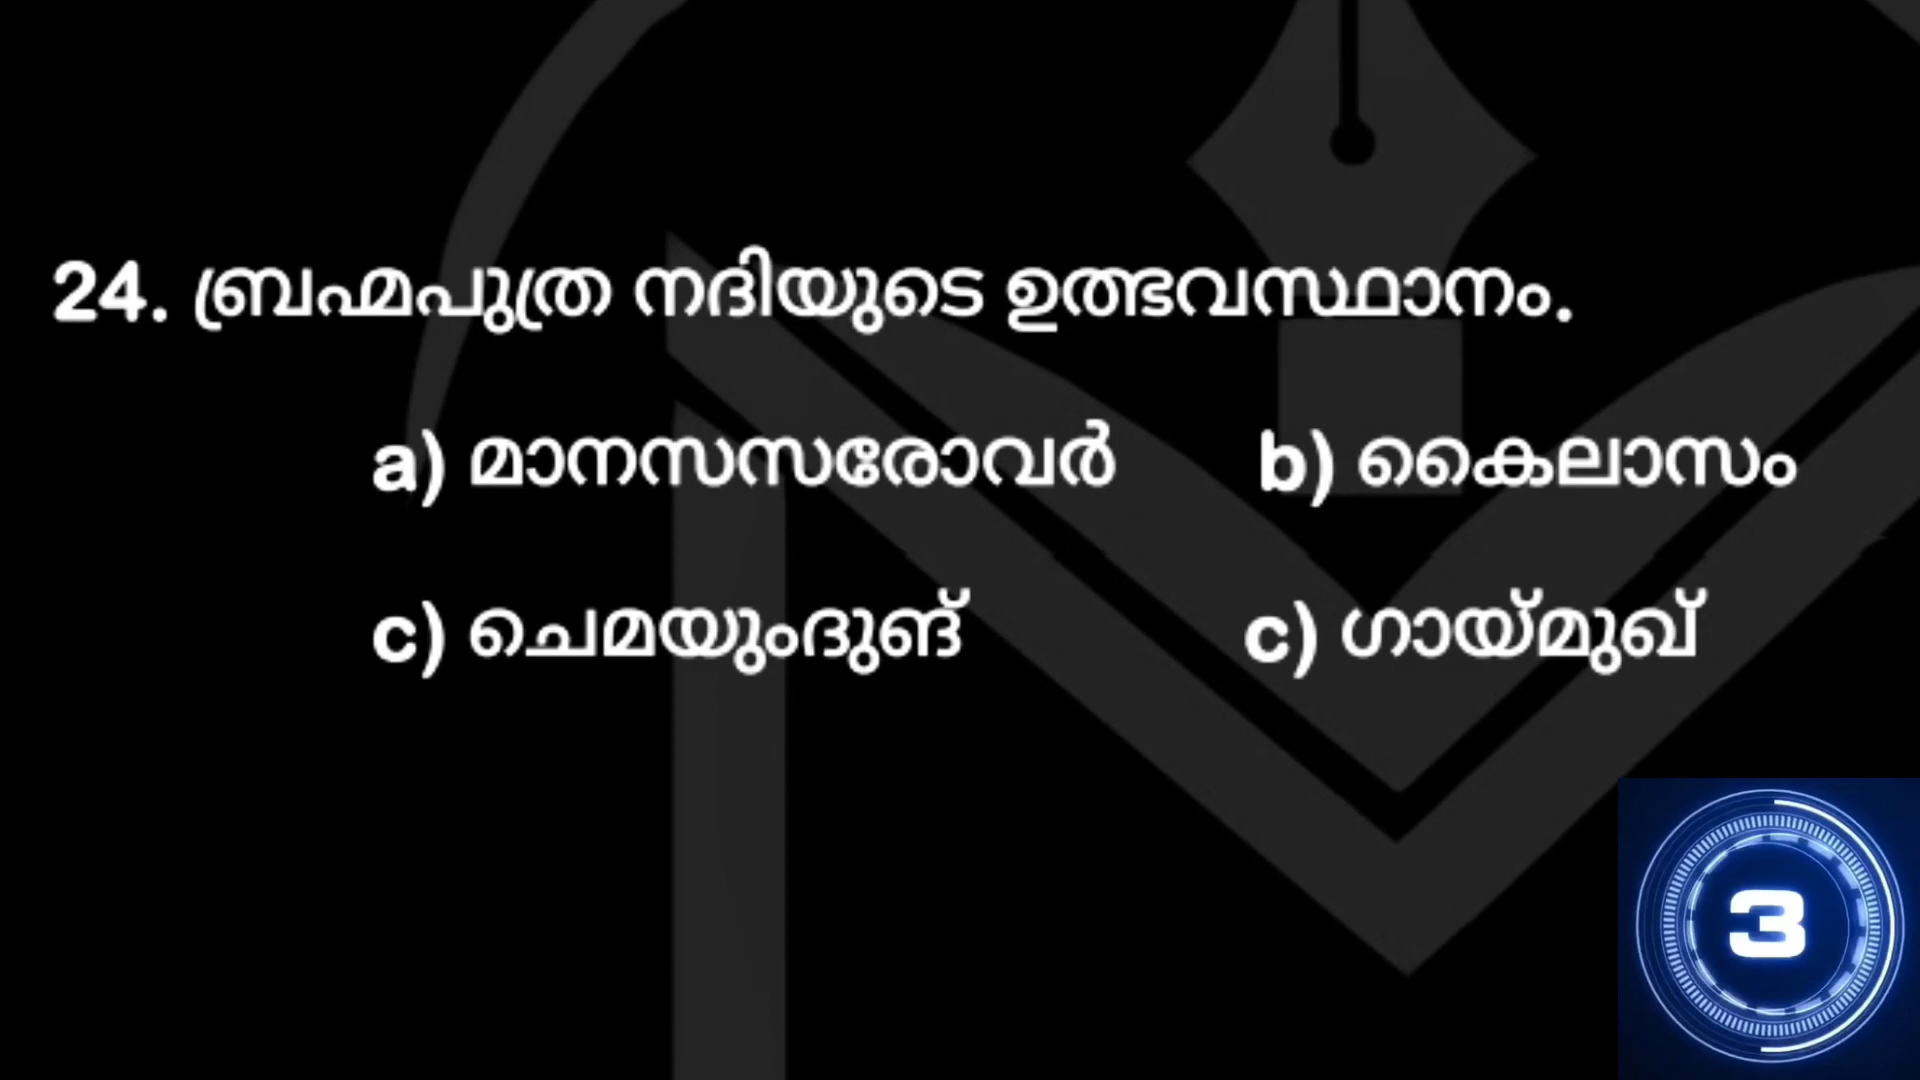 24. ബ്രഹ്മപുത്ര നദിയുടെ ഉത്ഭവസ്ഥാനം.
a) മാനസസരോവർ b) കൈലാസം
c) ചെമയുംദുങ് c) ഗായ്മുഖ്
3